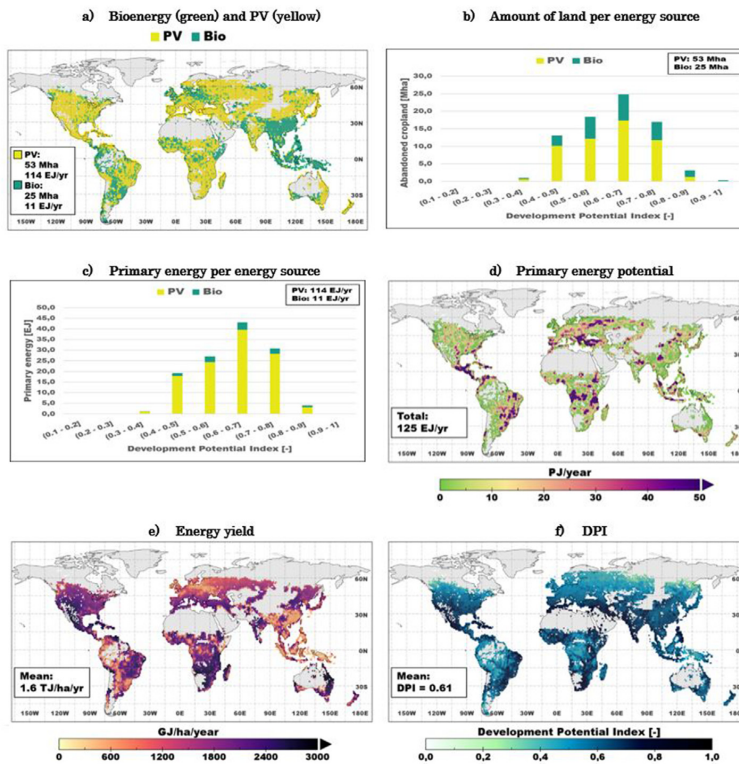 a) Bioenergy (green) and PV (yellow)
PV Bio
60N
30N
0N
30S
PV:
53 Mha
114 EJ/yr
Bio:
25 Mha
11 EJ/yr
150W 120W 90W 60W 30W 0E 30E 60E 90E 120E 150E 180E
b) Amount of land per energy source
PV Bio
PV: 53 Mha
Bio: 25 Mha
Abandoned cropland [Mha]
30,0
25,0
20,0
15,0
10,0
5,0
0,0
(0.1 - 0.2] (0.2 - 0.3] (0.3 - 0.4] (0.4 - 0.5] (0.5 - 0.6] (0.6 - 0.7] (0.7 - 0.8] (0.8 - 0.9] (0.9 - 1]
Development Potential Index [-]
c) Primary energy per energy source
PV Bio
PV: 114 EJ/yr
Bio: 11 EJ/yr
Primary energy [EJ]
50,0
45,0
40,0
35,0
30,0
25,0
20,0
15,0
10,0
5,0
0,0
(0.1 - 0.2] (0.2 - 0.3] (0.3 - 0.4] (0.4 - 0.5] (0.5 - 0.6] (0.6 - 0.7] (0.7 - 0.8] (0.8 - 0.9] (0.9 - 1]
Development Potential Index [-]
d) Primary energy potential
60N
30N
0N
30S
Total:
125 EJ/yr
150W 120W 90W 60W 30W 0E 30E 60E 90E 120E 150E 180E
PJ/year
0 10 20 30 40 50
e) Energy yield
60N
30N
0N
30S
Mean:
1.6 TJ/ha/yr
150W 120W 90W 60W 30W 0E 30E 60E 90E 120E 150E 180E
GJ/ha/year
0 600 1200 1800 2400 3000
f) DPI
60N
30N
0N
30S
Mean:
DPI = 0.61
150W 120W 90W 60W 30W 0E 30E 60E 90E 120E 150E 180E
Development Potential Index [-]
0,0 0,2 0,4 0,6 0,8 1,0